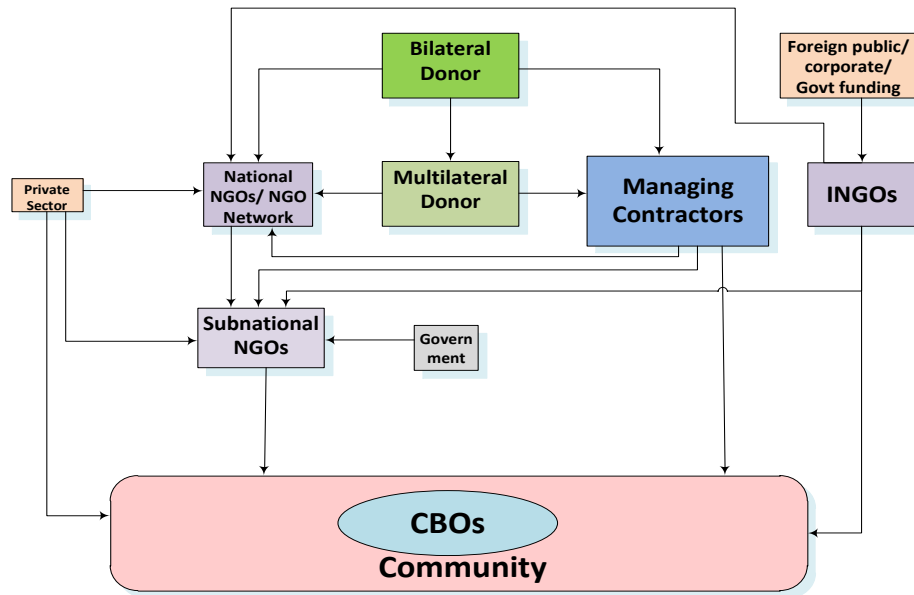 Bilateral
Donor
Foreign public/
corporate/
Govt funding
Private
Sector
National
NGOs/ NGO
Network
Multilateral
Donor
Managing
Contractors
INGOs
Subnational
NGOs
Govern
ment
CBOs
Community